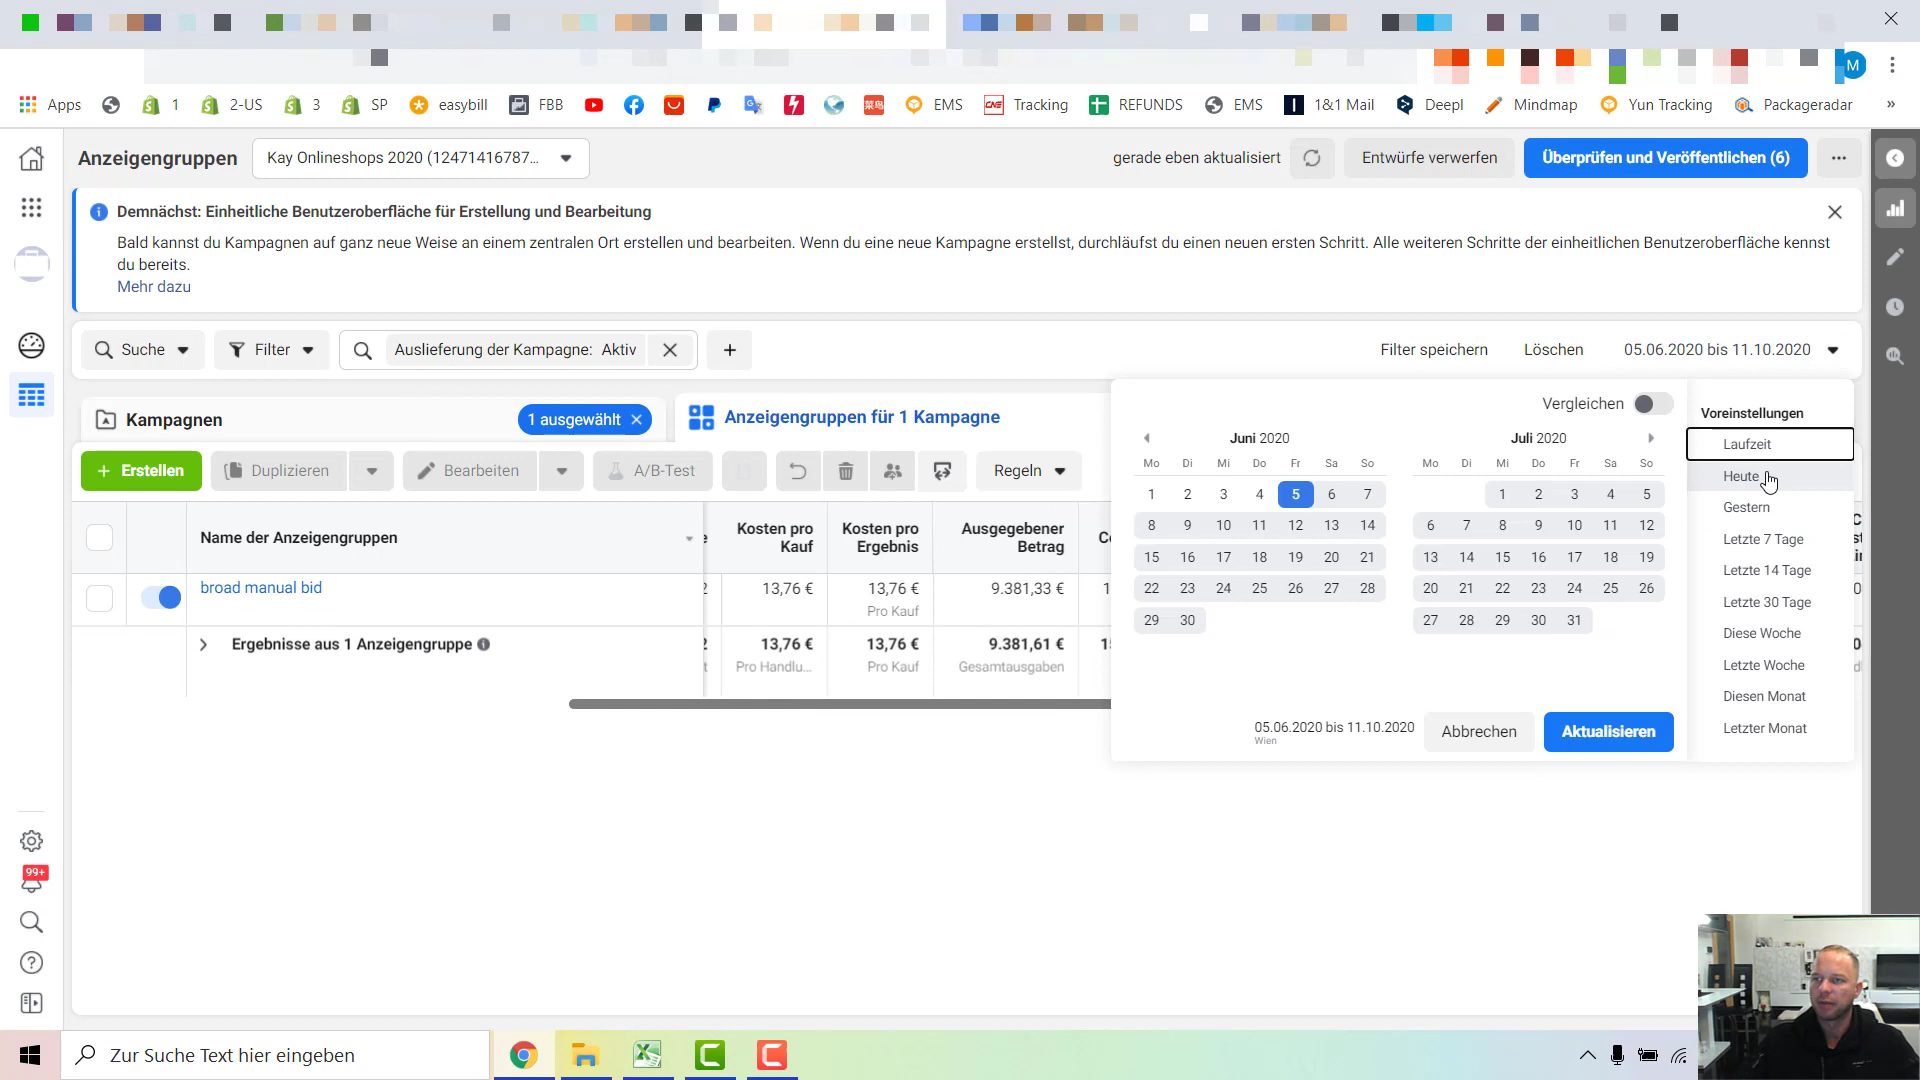 M
Apps
1
2-US
3
SP
easybill
FBB
EMS
CNE
Tracking
REFUNDS
EMS
1&1 Mail
Deepl
Mindmap
Yun Tracking
Packageradar
»
Anzeigengruppen
Kay Onlineshops 2020 (12471416787...
gerade eben aktualisiert
Entwürfe verwerfen
Überprüfen und Veröffentlichen (6)
Demnächst: Einheitliche Benutzeroberfläche für Erstellung und Bearbeitung
Bald kannst du Kampagnen auf ganz neue Weise an einem zentralen Ort erstellen und bearbeiten. Wenn du eine neue Kampagne erstellst, durchläufst du einen neuen ersten Schritt. Alle weiteren Schritte der einheitlichen Benutzeroberfläche kennst
du bereits.
Mehr dazu
Suche
Filter
Auslieferung der Kampagne: Aktiv
Filter speichern
Löschen
05.06.2020 bis 11.10.2020
Kampagnen
1 ausgewählt
Anzeigengruppen für 1 Kampagne
Erstellen
Duplizieren
Bearbeiten
A/B-Test
Regeln
Name der Anzeigengruppen
Kosten pro
Kauf
Kosten pro
Ergebnis
Ausgegebener
Betrag
broad manual bid
13,76 €
13,76 €
Pro Kauf
9.381,33 €
Ergebnisse aus 1 Anzeigengruppe
13,76 €
Pro Handlu...
13,76 €
Pro Kauf
9.381,61 €
Gesamtausgaben
Vergleichen
Juni 2020
Mo Di Mi Do Fr Sa So
1 2 3 4 5 6 7
8 9 10 11 12 13 14
15 16 17 18 19 20 21
22 23 24 25 26 27 28
29 30
Juli 2020
Mo Di Mi Do Fr Sa So
1 2 3 4 5
6 7 8 9 10 11 12
13 14 15 16 17 18 19
20 21 22 23 24 25 26
27 28 29 30 31
05.06.2020 bis 11.10.2020
Wien
Abbrechen
Aktualisieren
Voreinstellungen
Laufzeit
Heute
Gestern
Letzte 7 Tage
Letzte 14 Tage
Letzte 30 Tage
Diese Woche
Letzte Woche
Diesen Monat
Letzter Monat
99+
Zur Suche Text hier eingeben